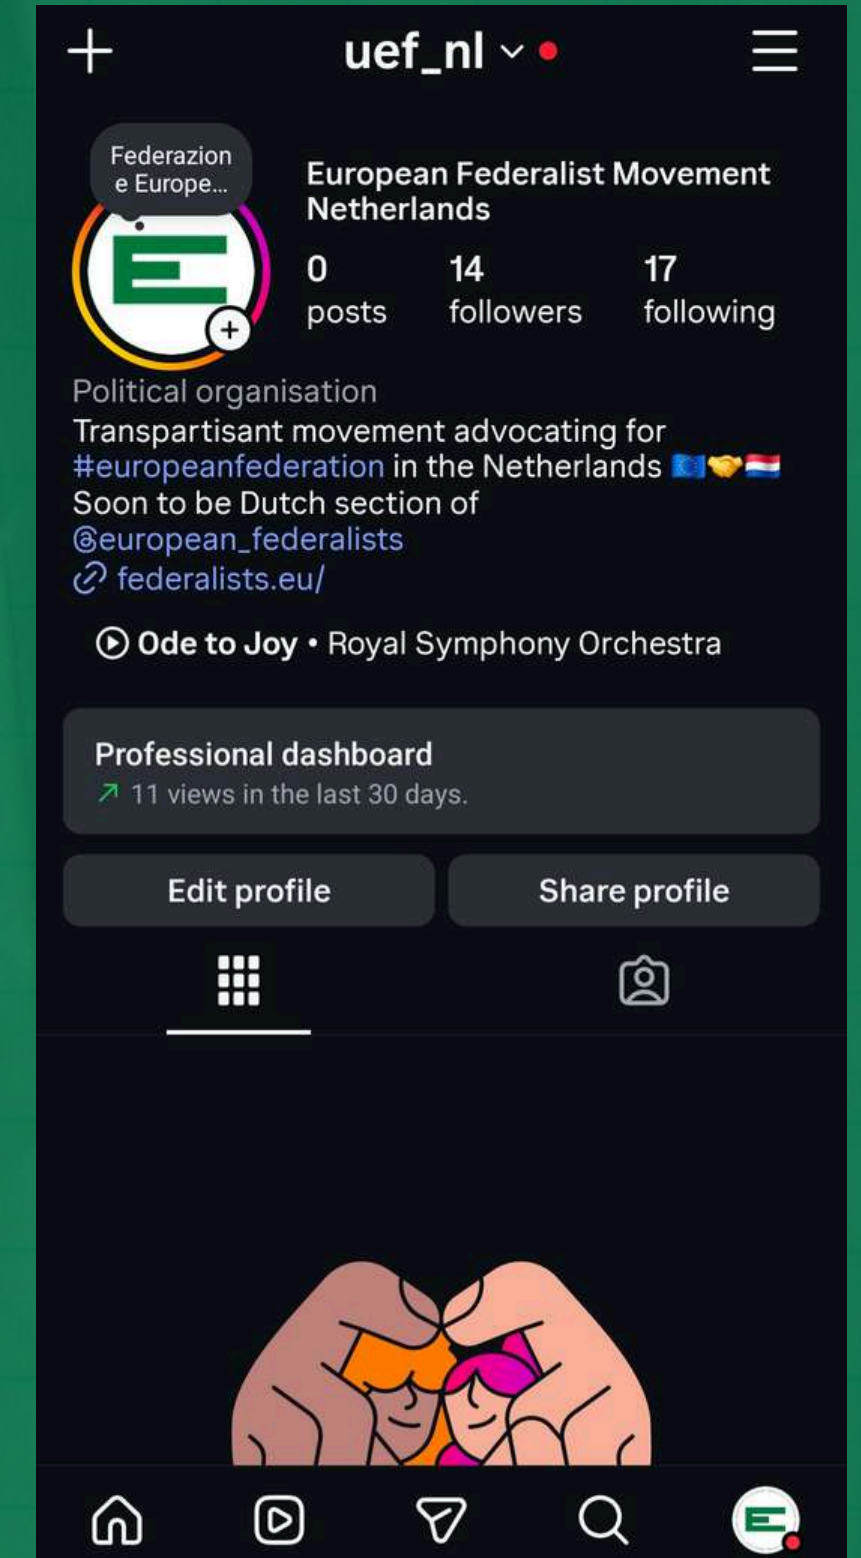 uef_nl
Federazion
e Europe...
European Federalist Movement
Netherlands
0 14 17
posts followers following
Political organisation
Transpartisant movement advocating for
#europeanfederation in the Netherlands 🇪🇺🤝🇳🇱
Soon to be Dutch section of
@european_federalists
federalists.eu/
Ode to Joy • Royal Symphony Orchestra
Professional dashboard
11 views in the last 30 days.
Edit profile Share profile